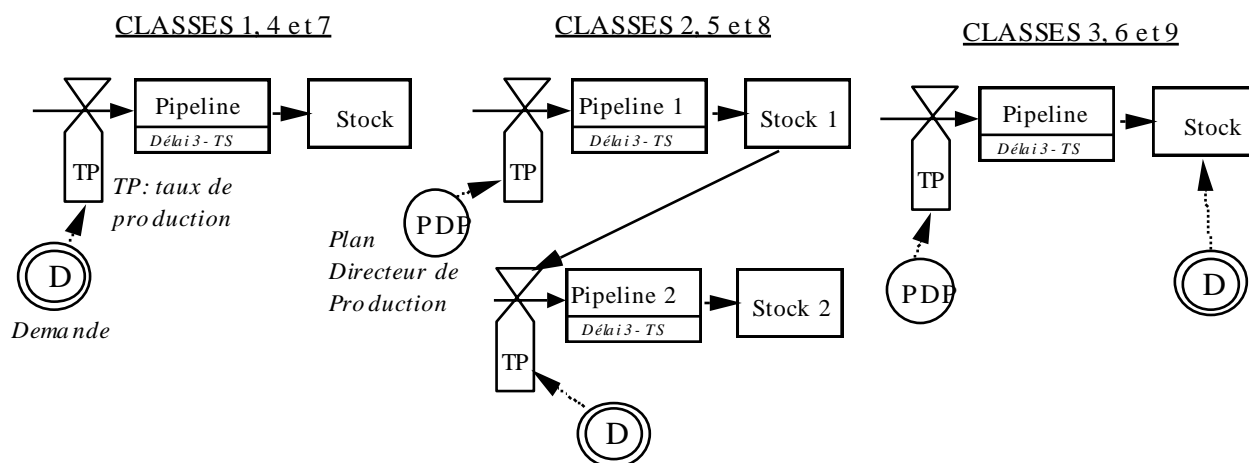 CLASSES 1, 4 et 7
Pipeline
Délai 3 - TS
Stock
TP
TP: taux de
production
D
Demande
CLASSES 2, 5 et 8
Pipeline 1
Délai 3 - TS
Stock 1
TP
PDP
Plan
Directeur de
Production
Pipeline 2
Délai 3 - TS
Stock 2
TP
D
CLASSES 3, 6 et 9
Pipeline
Délai 3 - TS
Stock
TP
PDP
D